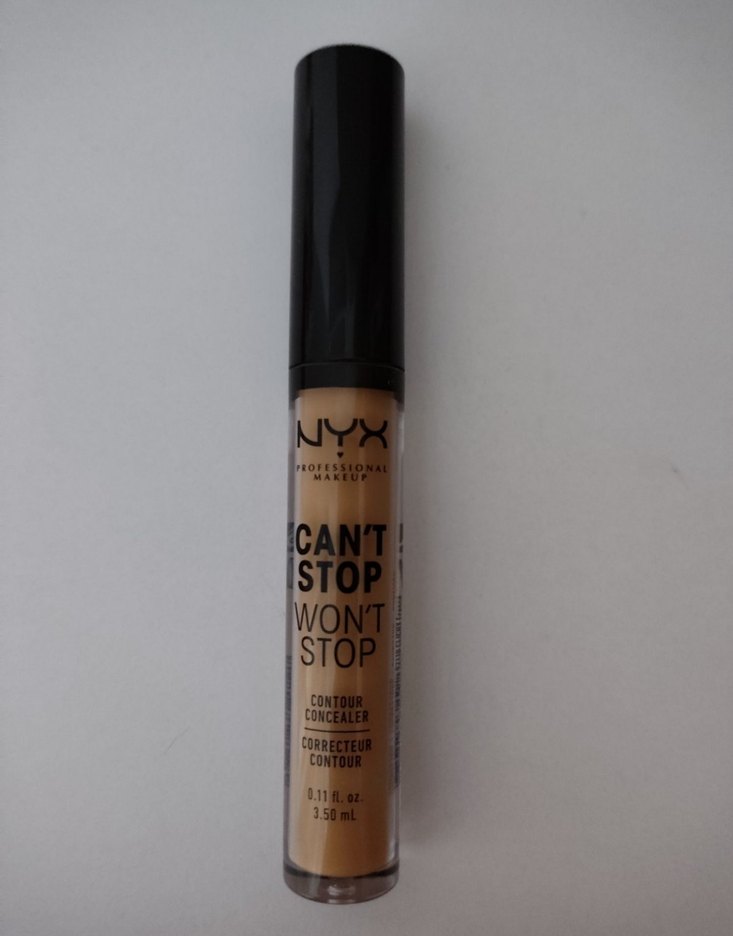 NYX
PROFESSIONAL
MAKEUP
CAN'T
STOP
WON'T
STOP
CONTOUR
CONCEALER
CORRECTEUR
CONTOUR
0.11 fl. oz.
3.50 mL